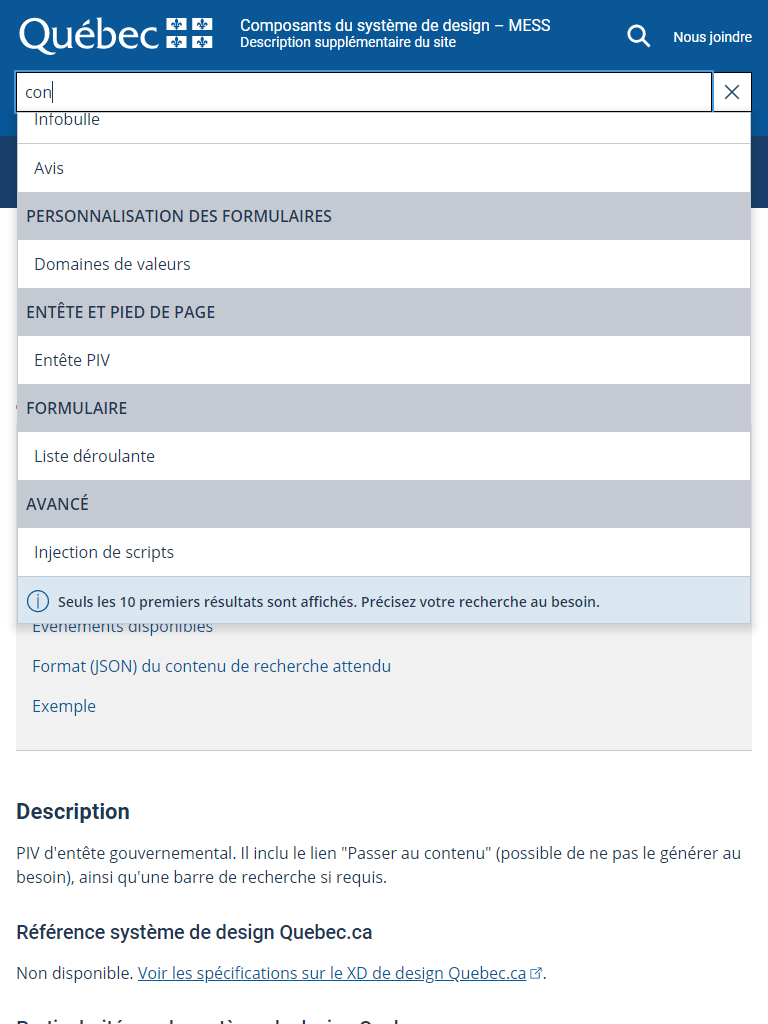 Québec
Composants du système de design – MESS
Description supplémentaire du site
Nous joindre
con
Infobulle
Avis
PERSONNALISATION DES FORMULAIRES
Domaines de valeurs
ENTÊTE ET PIED DE PAGE
Entête PIV
FORMULAIRE
Liste déroulante
AVANCÉ
Injection de scripts
Seuls les 10 premiers résultats sont affichés. Précisez votre recherche au besoin.
Évènements disponibles
Format (JSON) du contenu de recherche attendu
Exemple
Description
PIV d'entête gouvernemental. Il inclu le lien "Passer au contenu" (possible de ne pas le générer au
besoin), ainsi qu'une barre de recherche si requis.
Référence système de design Quebec.ca
Non disponible. Voir les spécifications sur le XD de design Quebec.ca.